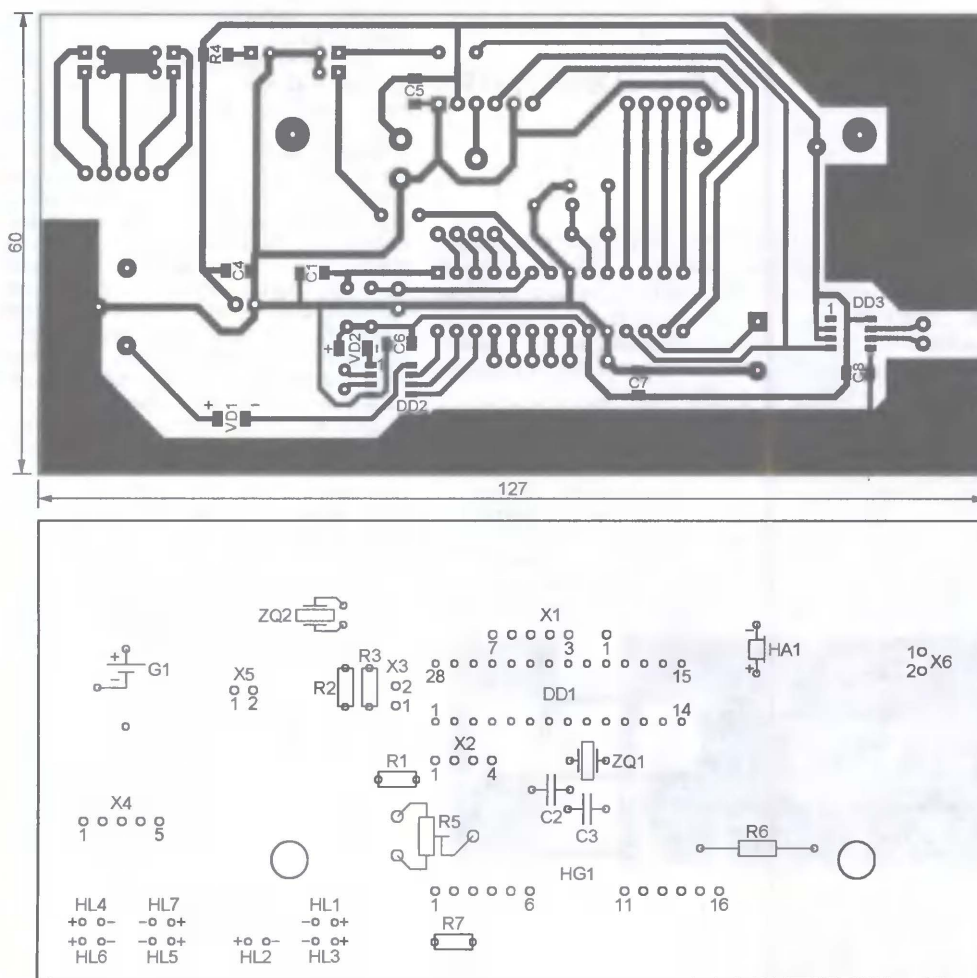 R4
C5
60
C4
C1
1
DD3
+ VD2 -
1
C6
DD2
C7
C8
+ VD1 -
127
ZQ2
X1
7 3 1
- HA1 +
1 X6
2
+ G1 -
X5
1 2
R2
R3
X3
2
1
28 15
DD1
1 14
X2
1 4
R1
ZQ1
C2
C3
X4
1 5
R5
R6
HG1
1 6 11 16
HL4 HL7 HL1
+ - - + - +
+ - - + + - - +
HL6 HL5 HL2 HL3
R7